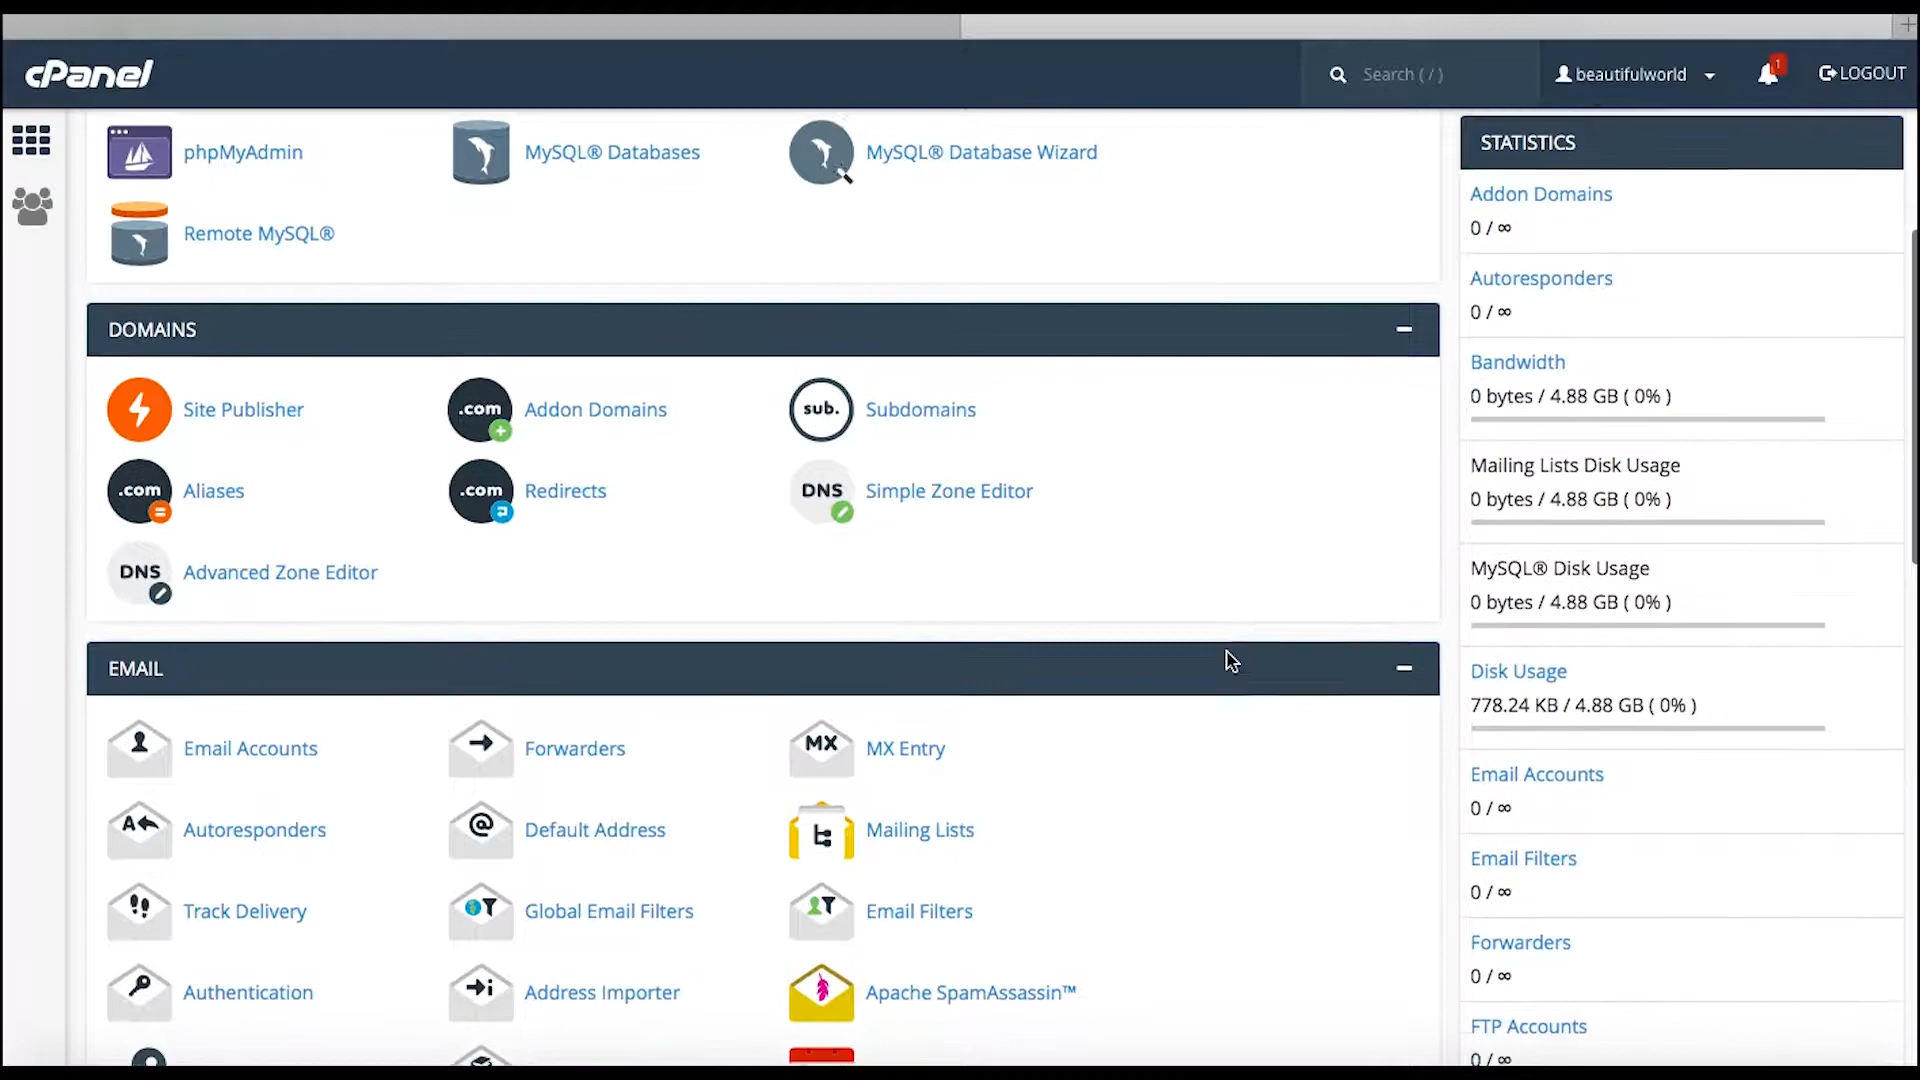 cPanel
Search ( / )
beautifulworld
1
LOGOUT
phpMyAdmin
MySQL® Databases
MySQL® Database Wizard
Remote MySQL®
DOMAINS
.com
sub.
Site Publisher
Addon Domains
Subdomains
.com
.com
DNS
Aliases
Redirects
Simple Zone Editor
DNS
Advanced Zone Editor
EMAIL
MX
Email Accounts
Forwarders
MX Entry
A
@
Autoresponders
Default Address
Mailing Lists
Track Delivery
Global Email Filters
Email Filters
i
Authentication
Address Importer
Apache SpamAssassin™
STATISTICS
Addon Domains
0 / ∞
Autoresponders
0 / ∞
Bandwidth
0 bytes / 4.88 GB ( 0% )
Mailing Lists Disk Usage
0 bytes / 4.88 GB ( 0% )
MySQL® Disk Usage
0 bytes / 4.88 GB ( 0% )
Disk Usage
778.24 KB / 4.88 GB ( 0% )
Email Accounts
0 / ∞
Email Filters
0 / ∞
Forwarders
0 / ∞
FTP Accounts
0 / ∞